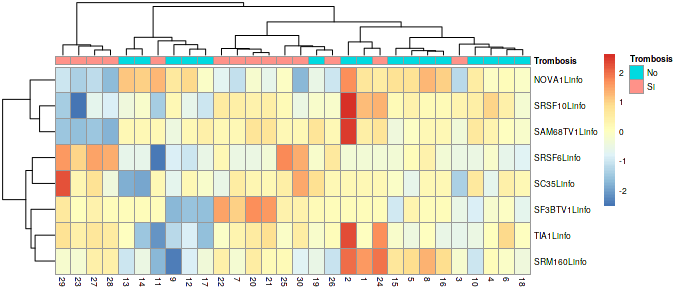 Trombosis
NOVA1Linfo
SRSF10Linfo
SAM68TV1Linfo
SRSF6Linfo
SC35Linfo
SF3BTV1Linfo
TIA1Linfo
SRM160Linfo
29 23 27 28 13 14 11 9 12 17 22 7 20 21 25 30 19 26 2 1 24 15 5 8 16 3 10 4 6 18
2
1
0
-1
-2
Trombosis
No
Si